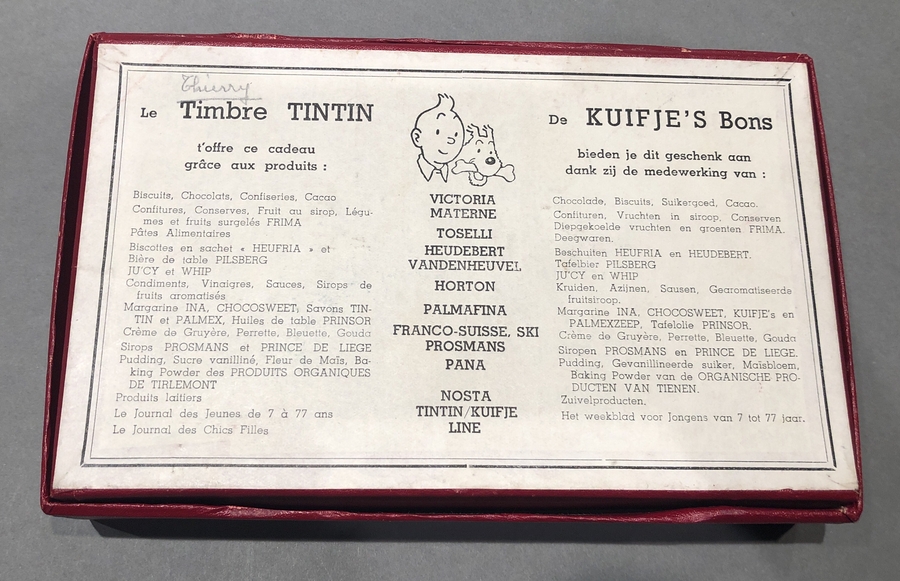 Thierry
Le Timbre TINTIN
t'offre ce cadeau
grâce aux produits :
Biscuits, Chocolats, Confiseries, Cacao
Confitures, Conserves, Fruit au sirop, Légu-
mes et fruits surgelés FRIMA
Pâtes Alimentaires
Biscottes en sachet « HEUFRIA » et
Bière de table PILSBERG
JU'CY et WHIP
Condiments, Vinaigres, Sauces, Sirops de
fruits aromatisés
Margarine INA, CHOCOSWEET; Savons TIN-
TIN et PALMEX, Huiles de table PRINSOR
Crème de Gruyère, Perrette, Bleuette, Gouda
Sirops PROSMANS et PRINCE DE LIEGE
Pudding, Sucre vanilliné, Fleur de Maïs, Ba-
king Powder des PRODUITS ORGANIQUES
DE TIRLEMONT
Produits laitiers
Le Journal des Jeunes de 7 à 77 ans
Le Journal des Chics Filles
VICTORIA
MATERNE
TOSELLI
HEUDEBERT
VANDENHEUVEL
HORTON
PALMAFINA
FRANCO-SUISSE, SKI
PROSMANS
PANA
NOSTA
TINTIN/KUIFJE
LINE
De KUIFJE'S Bons
bieden je dit geschenk aan
dank zij de medewerking van :
Chocolade, Biscuits, Suikergoed, Cacao.
Confituren, Vruchten in siroop, Conserven
Diepgekoelde vruchten en groenten FRIMA.
Deegwaren.
Beschuiten HEUFRIA en HEUDEBERT.
Tafelbier PILSBERG
JU'CY en WHIP
Kruiden, Azijnen, Sausen, Gearomatiseerde
fruitsiroop.
Margarine INA, CHOCOSWEET, KUIFJE's en
PALMEXZEEP, Tafelolie PRINSOR.
Crème de Gruyère, Perrette, Bleuette, Gouda
Siropen PROSMANS en PRINCE DE LIEGE.
Pudding, Gevanillineerde suiker, Maïsbloem,
Baking Powder van de ORGANISCHE PRO-
DUCTEN VAN TIENEN.
Zuivelproducten.
Het weekblad voor Jongens van 7 tot 77 jaar.